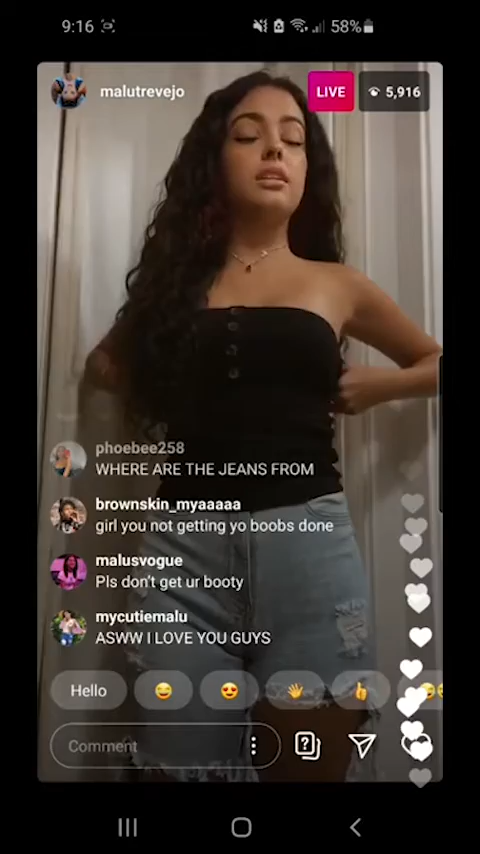 9:16
58%
malutrevejo
LIVE
5,916
phoebee258
WHERE ARE THE JEANS FROM
brownskin_myaaaaa
girl you not getting yo boobs done
malusvogue
Pls don't get ur booty
mycutiemalu
ASWW I LOVE YOU GUYS
Hello
Comment